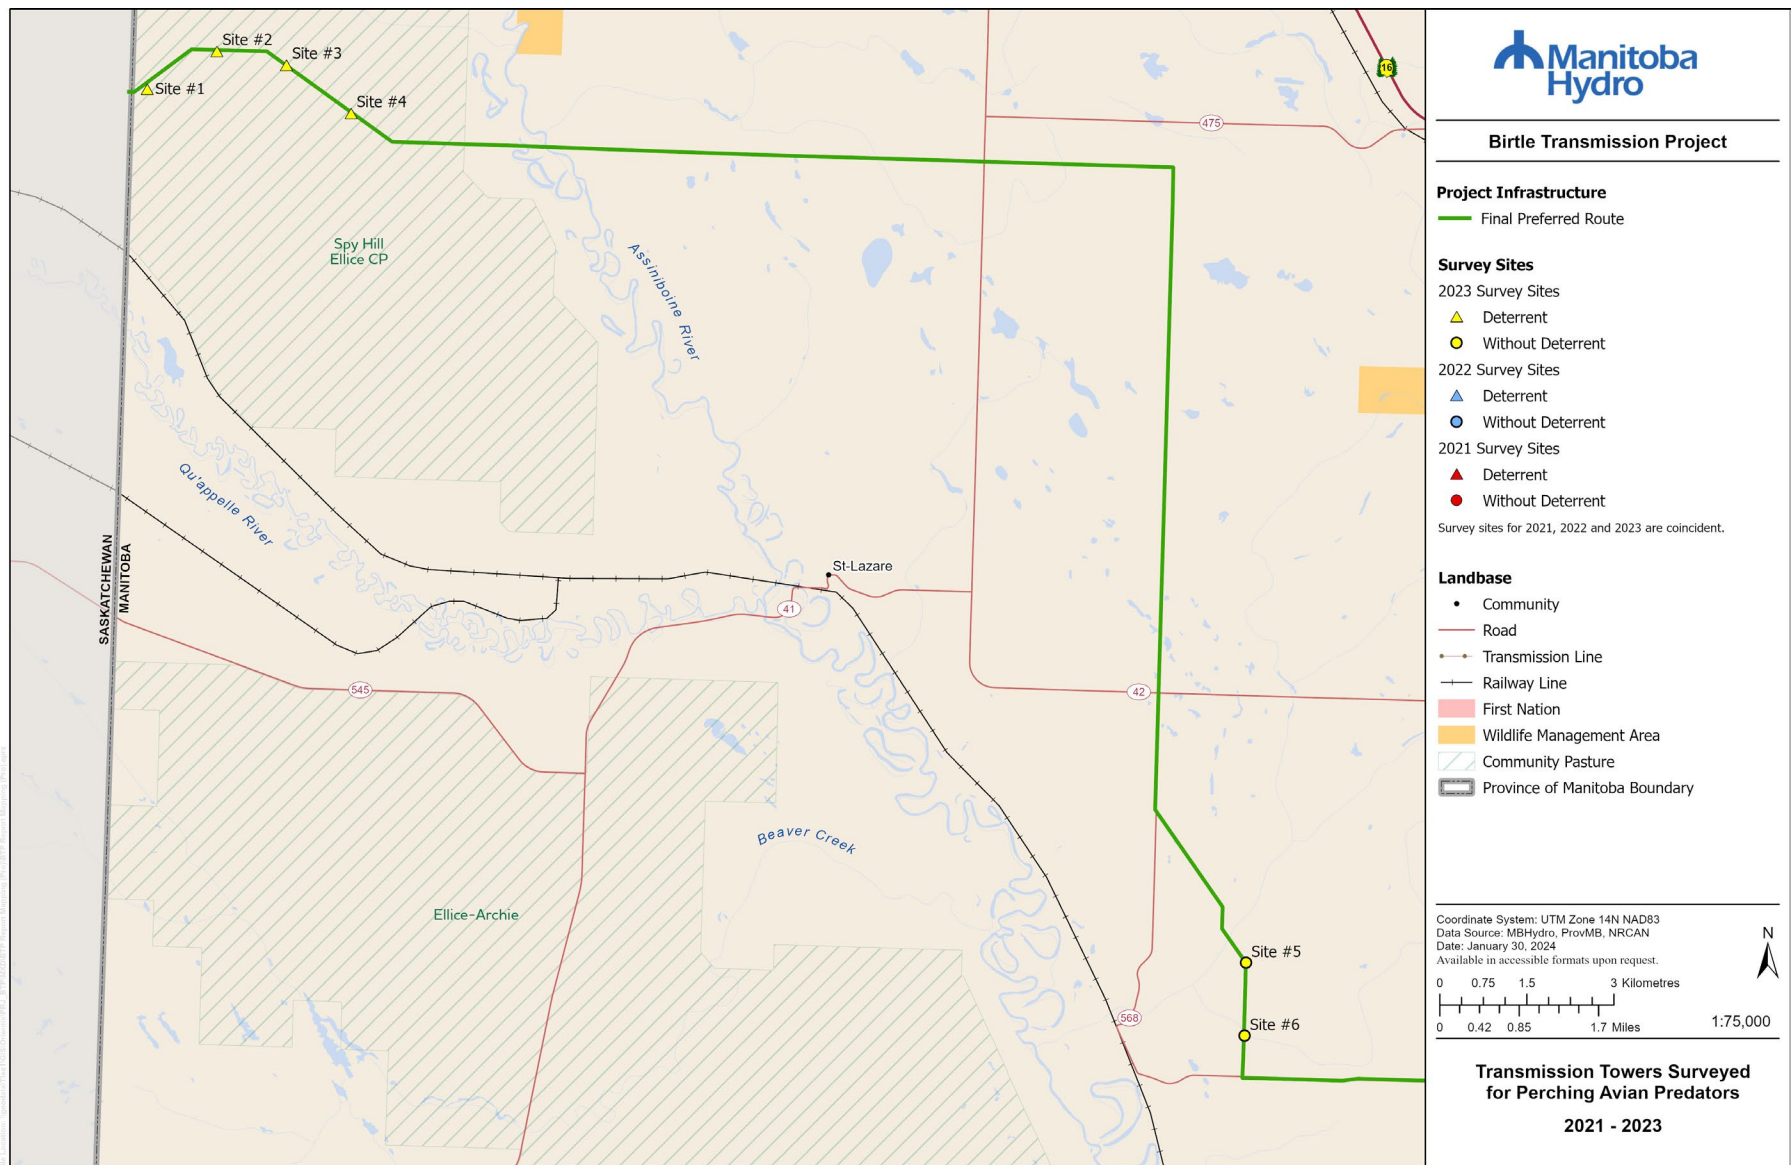 Site #2
Site #3
Site #1
Site #4
16
475
Spy Hill
Ellice CP
Assiniboine River
Qu'appelle River
SASKATCHEWAN
MANITOBA
St-Lazare
41
545
42
Beaver Creek
Ellice-Archie
Site #5
568
Site #6
Manitoba
Hydro
Birtle Transmission Project
Project Infrastructure
Final Preferred Route
Survey Sites
2023 Survey Sites
Deterrent
Without Deterrent
2022 Survey Sites
Deterrent
Without Deterrent
2021 Survey Sites
Deterrent
Without Deterrent
Survey sites for 2021, 2022 and 2023 are coincident.
Landbase
Community
Road
Transmission Line
Railway Line
First Nation
Wildlife Management Area
Community Pasture
Province of Manitoba Boundary
Coordinate System: UTM Zone 14N NAD83
Data Source: MBHydro, ProvMB, NRCAN
Date: January 30, 2024
Available in accessible formats upon request.
N
0 0.75 1.5 3 Kilometres
0 0.42 0.85 1.7 Miles
1:75,000
Transmission Towers Surveyed
for Perching Avian Predators
2021 - 2023